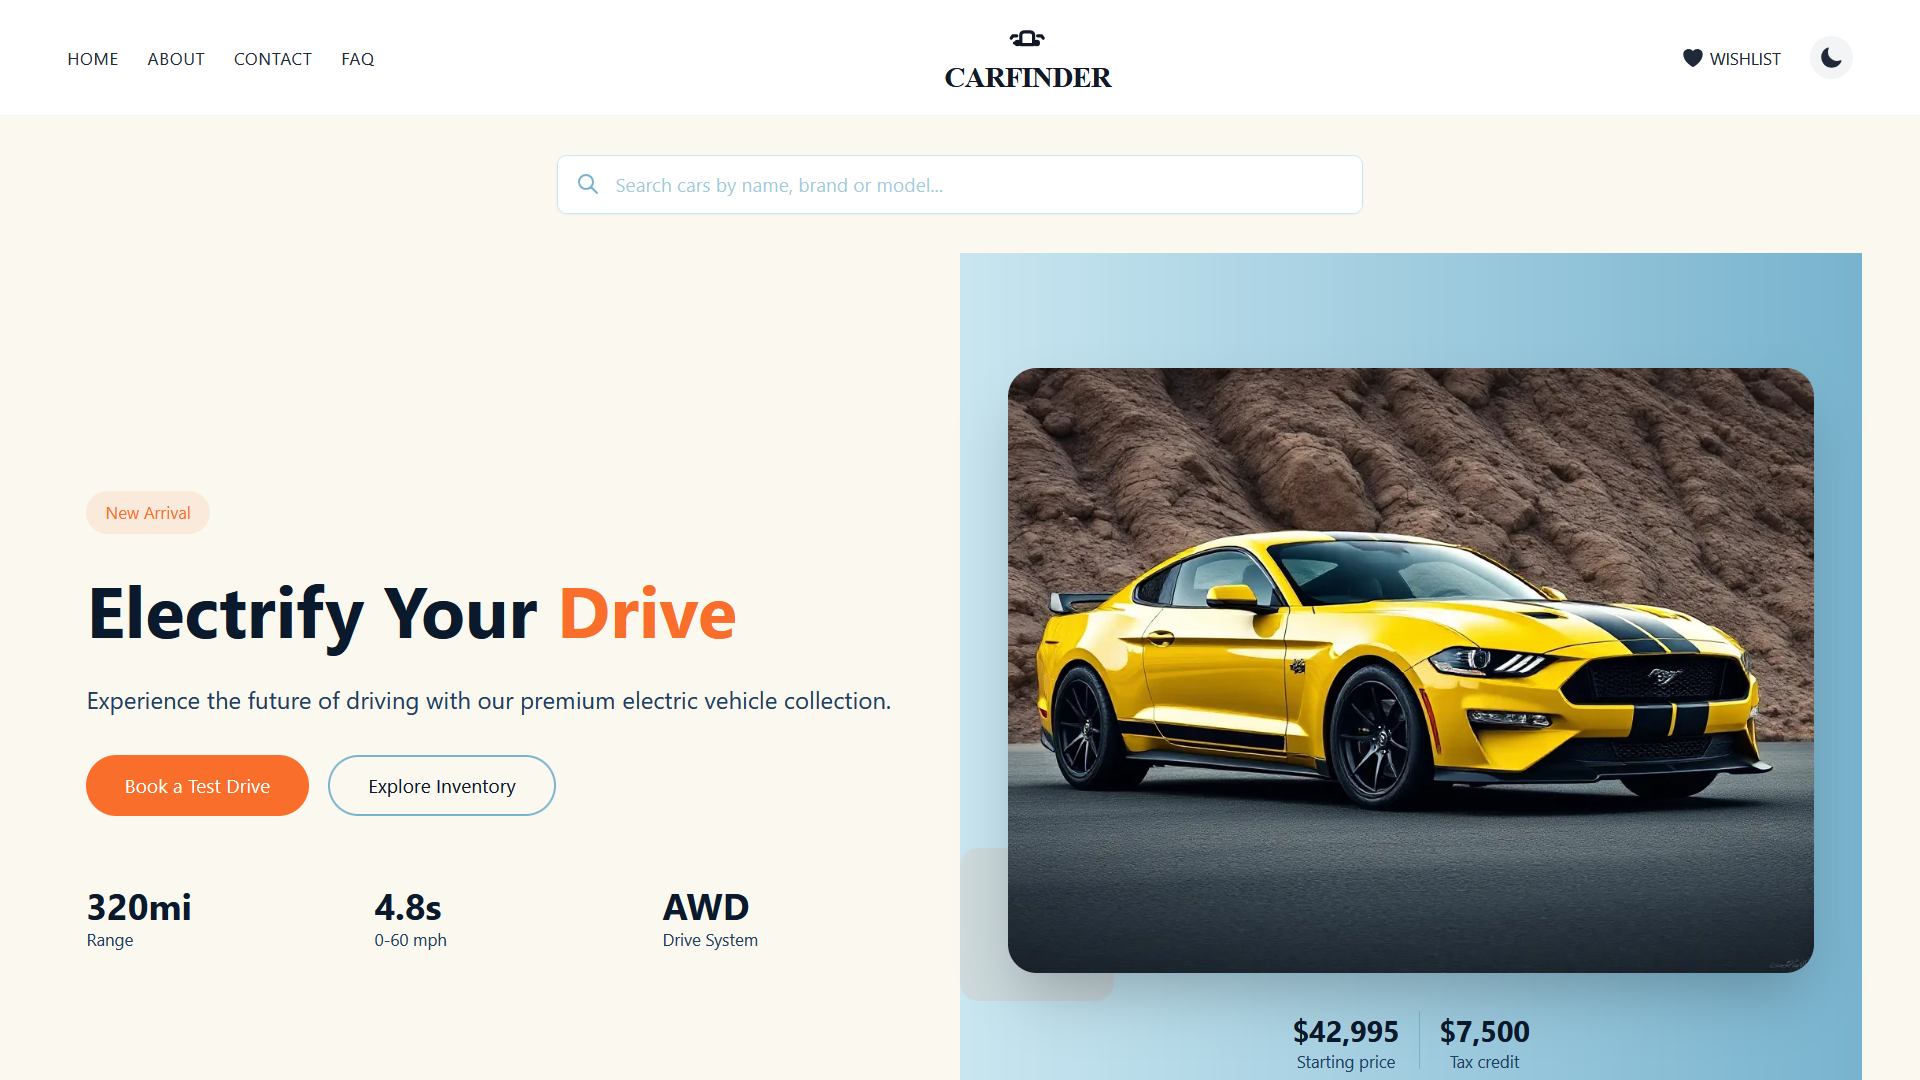 HOME ABOUT CONTACT FAQ
CARFINDER
WISHLIST
Search cars by name, brand or model...
New Arrival
Electrify Your Drive
Experience the future of driving with our premium electric vehicle collection.
Book a Test Drive Explore Inventory
320mi 4.8s AWD
Range 0-60 mph Drive System
$42,995 $7,500
Starting price Tax credit